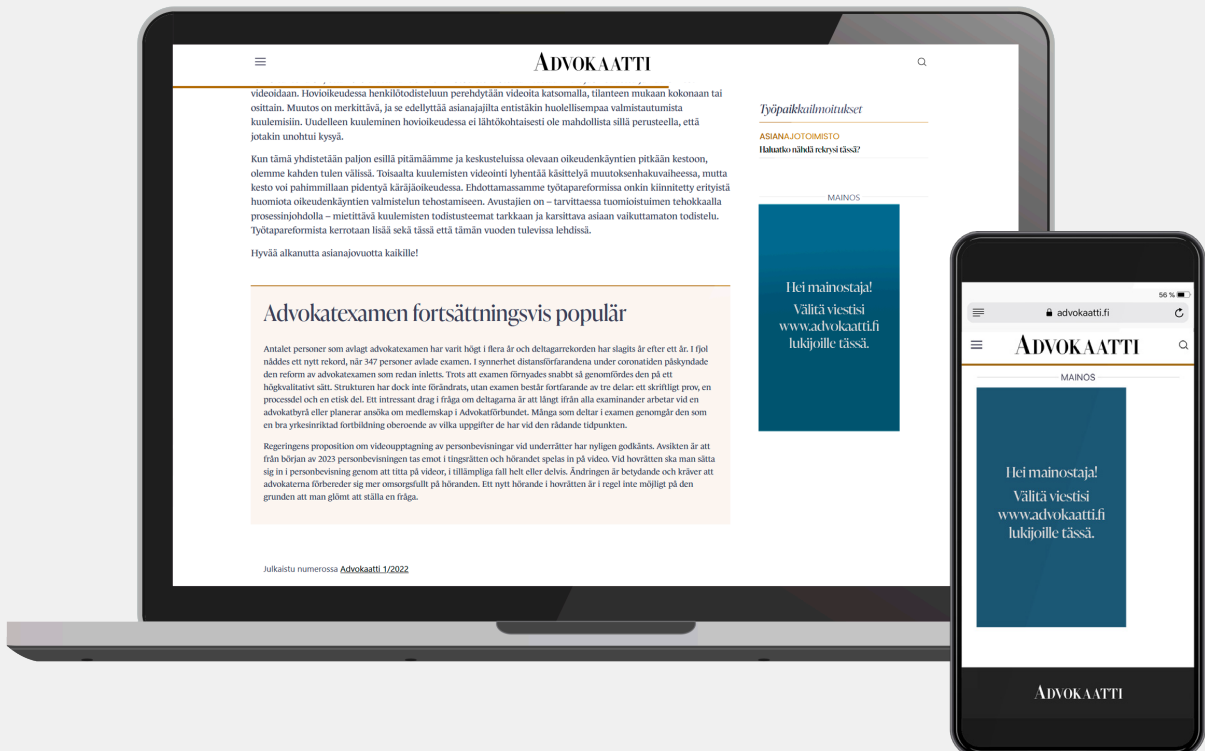 ADVOKAATTI
videoidaan. Hovioikeudessa henkilötodisteluun perehdytään videoita katsomalla, tilanteen mukaan kokonaan tai
osittain. Muutos on merkittävä, ja se edellyttää asianajajilta entistäkin huolellisempaa valmistautumista
kuulemisiin. Uudelleen kuuleminen hovioikeudessa ei lähtökohtaisesti ole mahdollista sillä perusteella, että
jotakin unohtui kysyä.
Kun tämä yhdistetään paljon esillä pitämäämme ja keskusteluissa olevaan oikeudenkäyntien pitkään kestoon,
olemme kahden tulen välissä. Toisaalta kuulemisten videointi lyhentää käsittelyä muutoksenhakuvaiheessa, mutta
kesto voi pahimmillaan pidentyä käräjäoikeudessa. Ehdottamassamme työtapareformissa onkin kiinnitetty erityistä
huomiota oikeudenkäyntien valmistelun tehostamiseen. Avustajien on – tarvittaessa tuomioistuimen tehokkaalla
prosessinjohdolla – mietittävä kuulemisten todistusteemat tarkkaan ja karsittava asiaan vaikuttamaton todistelu.
Työtapareformista kerrotaan lisää sekä tässä että tämän vuoden tulevissa lehdissä.
Hyvää alkanutta asianajovuotta kaikille!
Advokatexamen fortsättningsvis populär
Antalet personer som avlagt advokatexamen har varit högt i flera år och deltagarrekorden har slagits år efter ett år. I fjol
nåddes ett nytt rekord, när 347 personer avlade examen. I synnerhet distansförfarandena under coronatiden påskyndade
den reform av advokatexamen som redan inletts. Trots att examen förnyades snabbt så genomfördes den på ett
högkvalitativt sätt. Strukturen har dock inte förändrats, utan examen består fortfarande av tre delar: ett skriftligt prov, en
processdel och en etisk del. Ett intressant drag i fråga om deltagarna är att långt ifrån alla examinander arbetar vid en
advokatbyrå eller planerar ansöka om medlemskap i Advokatförbundet. Många som deltar i examen genomgår den som
en bra yrkesinriktad fortbildning oberoende av vilka uppgifter de har vid den rådande tidpunkten.
Regeringens proposition om videoupptagning av personbevisningar vid underrätter har nyligen godkänts. Avsikten är att
från början av 2023 personbevisningen tas emot i tingsrätten och hörandet spelas in på video. Vid hovrätten ska man sätta
sig in i personbevisning genom att titta på videor, i tillämpliga fall helt eller delvis. Ändringen är betydande och kräver att
advokaterna förbereder sig mer omsorgsfullt på höranden. Ett nytt hörande i hovrätten är i regel inte möjligt på den
grunden att man glömt att ställa en fråga.
Julkaistu numerossa Advokaatti 1/2022
Työpaikkailmoitukset
ASIANAJOTOIMISTO
Haluatko nähdä rekrysi tässä?
MAINOS
Hei mainostaja!
Välitä viestisi
www.advokaatti.fi
lukijoille tässä.
56 %
advokaatti.fi
ADVOKAATTI
MAINOS
Hei mainostaja!
Välitä viestisi
www.advokaatti.fi
lukijoille tässä.
ADVOKAATTI